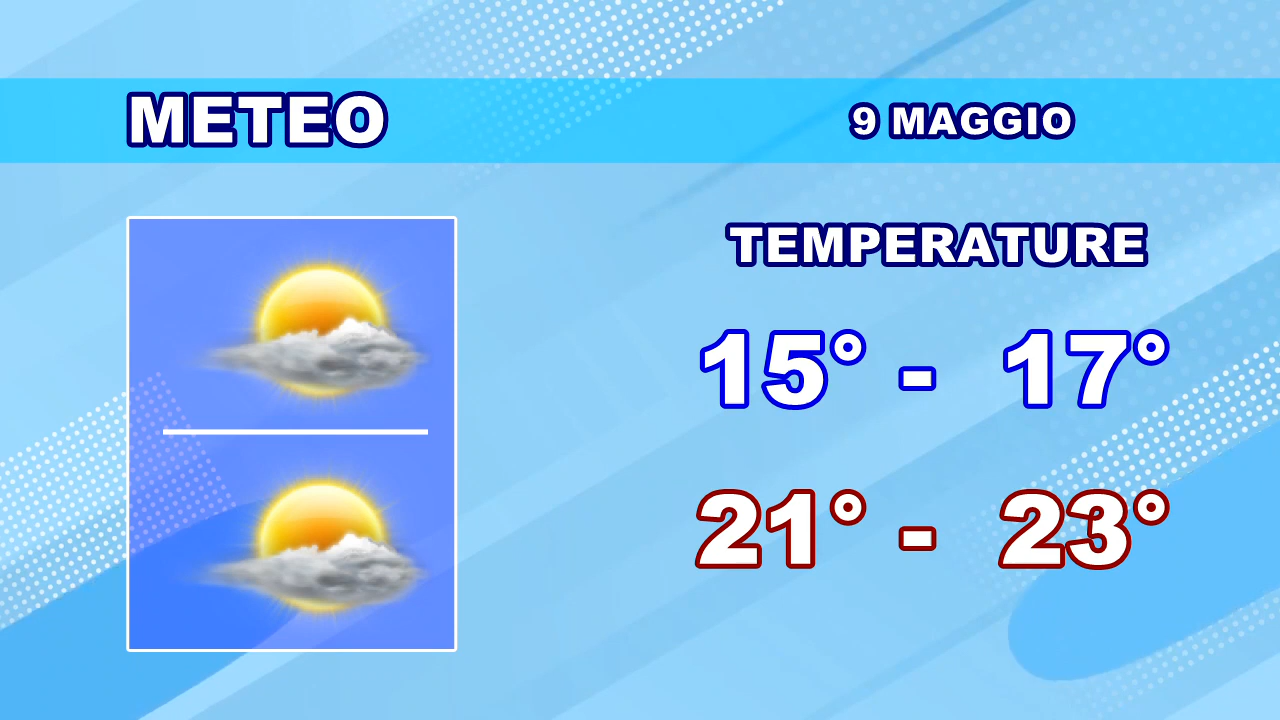 METEO
9 MAGGIO
TEMPERATURE
15° - 17°
21° - 23°